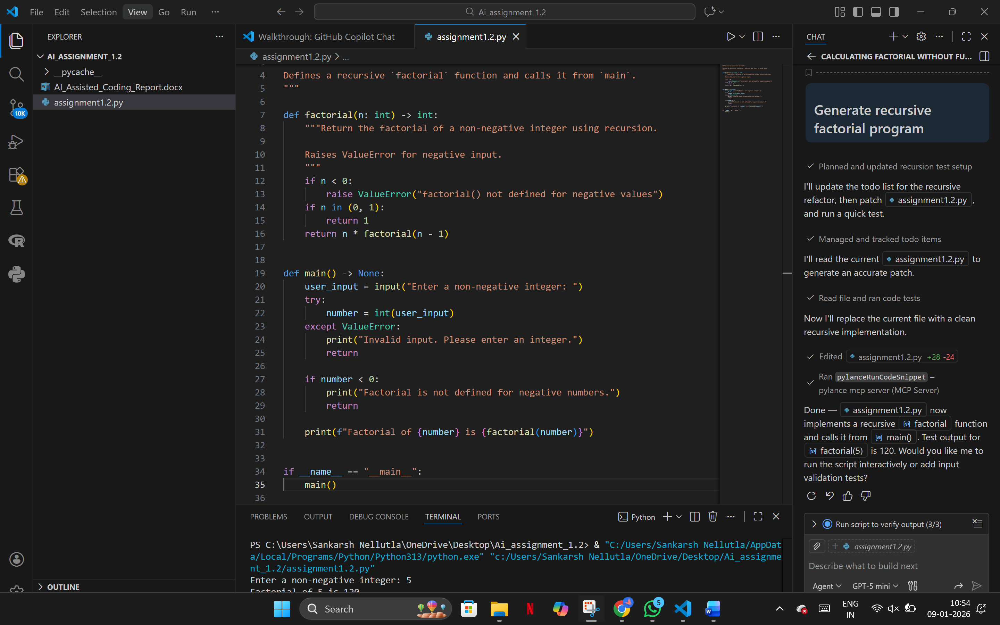 File Edit Selection View Go Run ···
Ai_assignment_1.2
EXPLORER
AI_ASSIGNMENT_1.2
__pycache__
AI_Assisted_Coding_Report.docx
assignment1.2.py
10K
OUTLINE
Walkthrough: GitHub Copilot Chat
assignment1.2.py
assignment1.2.py > ...
4 Defines a recursive `factorial` function and calls it from `main`.
5 """
6
7 def factorial(n: int) -> int:
8     """Return the factorial of a non-negative integer using recursion.
9
10     Raises ValueError for negative input.
11     """
12     if n < 0:
13         raise ValueError("factorial() not defined for negative values")
14     if n in (0, 1):
15         return 1
16     return n * factorial(n - 1)
17
18
19 def main() -> None:
20     user_input = input("Enter a non-negative integer: ")
21     try:
22         number = int(user_input)
23     except ValueError:
24         print("Invalid input. Please enter an integer.")
25         return
26
27     if number < 0:
28         print("Factorial is not defined for negative numbers.")
29         return
30
31     print(f"Factorial of {number} is {factorial(number)}")
32
33
34 if __name__ == "__main__":
35     main()
36
PROBLEMS OUTPUT DEBUG CONSOLE TERMINAL PORTS
Python
PS C:\Users\Sankarsh Nellutla\OneDrive\Desktop\Ai_assignment_1.2> & "C:/Users/Sankarsh Nellutla/AppDat
a/Local/Programs/Python/Python313/python.exe" "c:/Users/Sankarsh Nellutla/OneDrive/Desktop/Ai_assignme
nt_1.2/assignment1.2.py"
Enter a non-negative integer: 5
Factorial of 5 is 120
CHAT
CALCULATING FACTORIAL WITHOUT FU...
Generate recursive
factorial program
Planned and updated recursion test setup
I'll update the todo list for the recursive
refactor, then patch assignment1.2.py,
and run a quick test.
Managed and tracked todo items
I'll read the current assignment1.2.py to
generate an accurate patch.
Read file and ran code tests
Now I'll replace the current file with a clean
recursive implementation.
Edited assignment1.2.py +28 -24
Ran pylanceRunCodeSnippet –
pylance mcp server (MCP Server)
Done — assignment1.2.py now
implements a recursive factorial function
and calls it from main() . Test output for
factorial(5) is 120. Would you like me to
run the script interactively or add input
validation tests?
Run script to verify output (3/3)
assignment1.2.py
Describe what to build next
Agent GPT-5 mini
Search
5
ENG
IN
10:54
09-01-2026